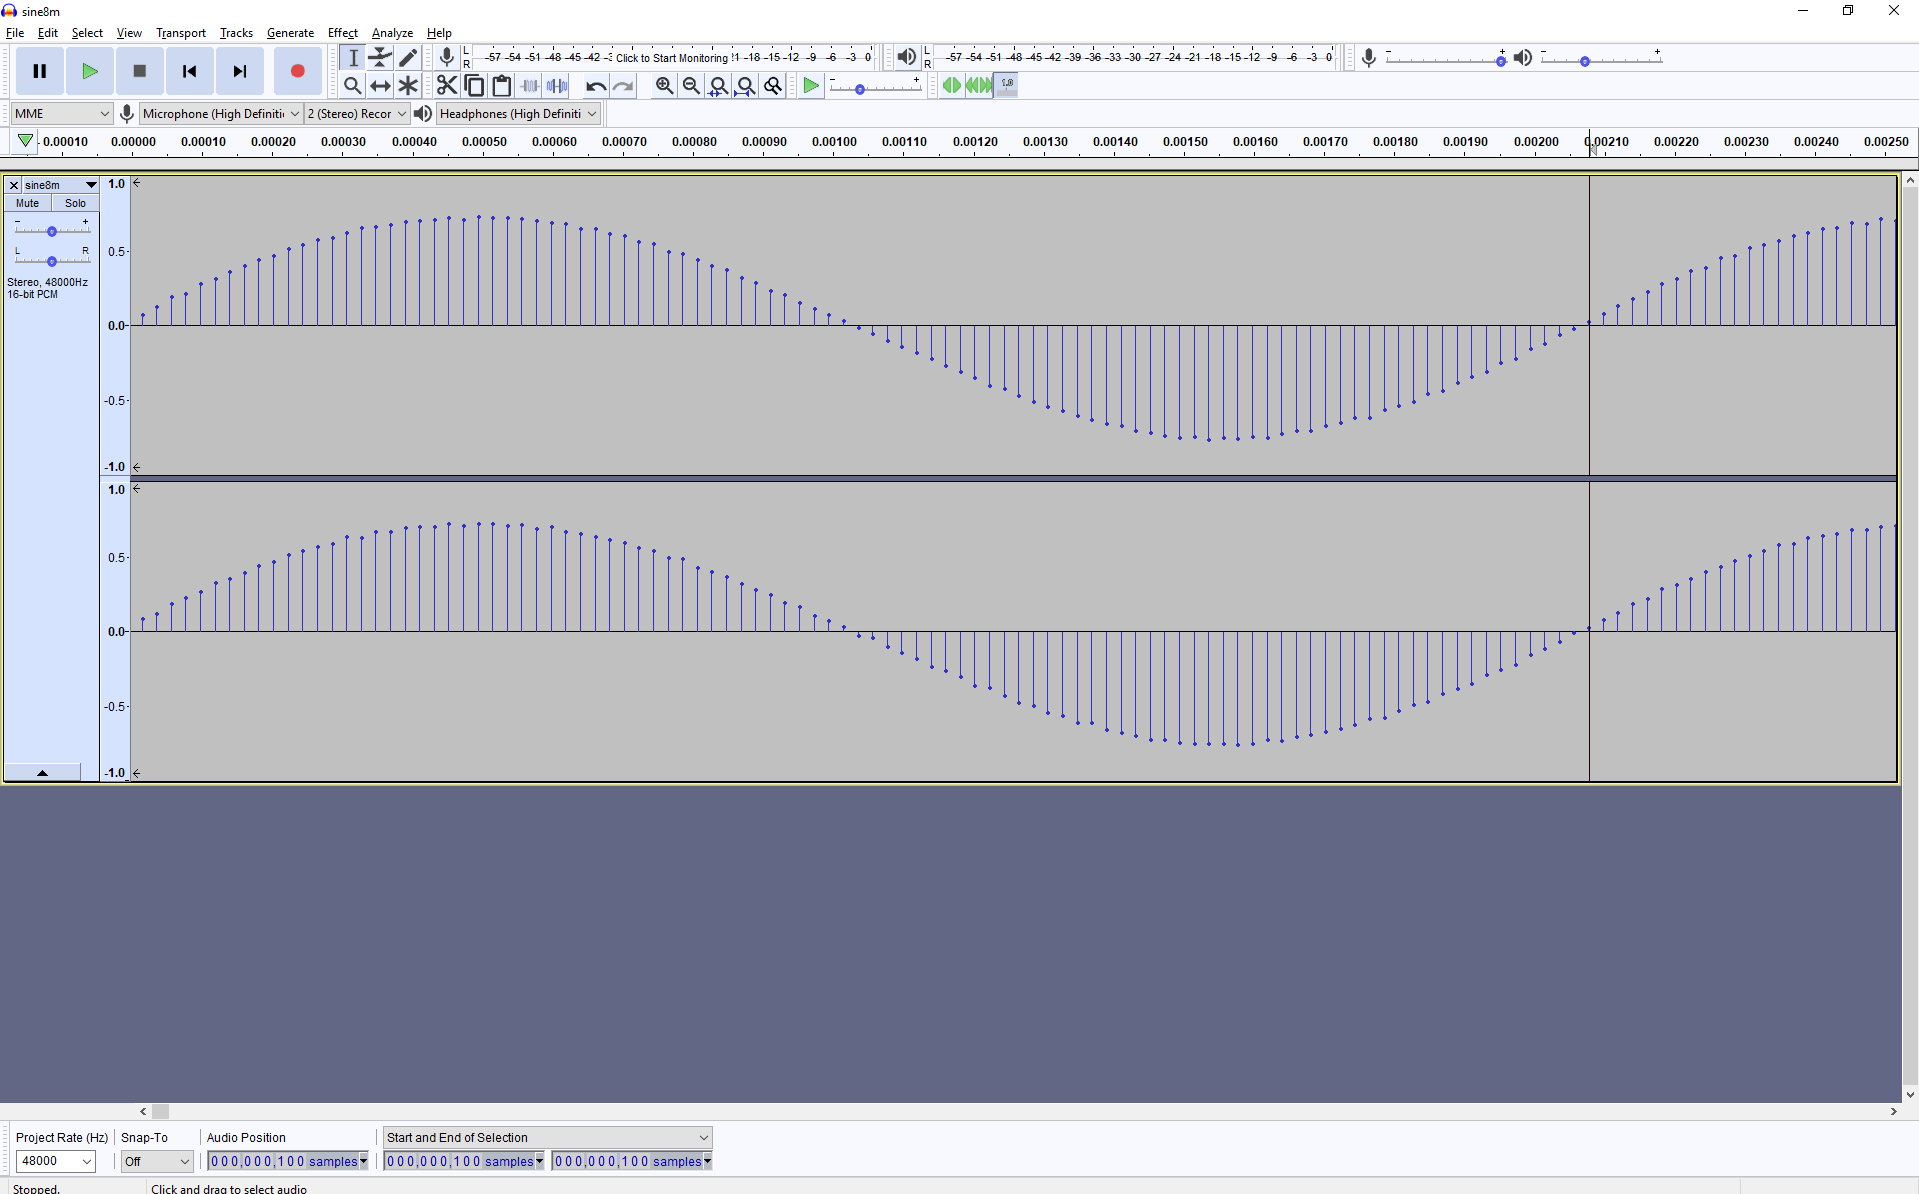 sine8m
File Edit Select View Transport Tracks Generate Effect Analyze Help
L
R
-57 -54 -51 -48 -45 -42 -3 Click to Start Monitoring !1 -18 -15 -12 -9 -6 -3 0
L
R
-57 -54 -51 -48 -45 -42 -39 -36 -33 -30 -27 -24 -21 -18 -15 -12 -9 -6 -3 0
- +
- +
- +
1.0
MME Microphone (High Definiti 2 (Stereo) Recor Headphones (High Definiti
- 0.00010 0.00000 0.00010 0.00020 0.00030 0.00040 0.00050 0.00060 0.00070 0.00080 0.00090 0.00100 0.00110 0.00120 0.00130 0.00140 0.00150 0.00160 0.00170 0.00180 0.00190 0.00200 0.00210 0.00220 0.00230 0.00240 0.00250
sine8m
Mute Solo
- +
L R
Stereo, 48000Hz
16-bit PCM
1.0
0.5
0.0
-0.5
-1.0
1.0
0.5
0.0
-0.5
-1.0
Project Rate (Hz) Snap-To Audio Position Start and End of Selection
48000 Off 000,000,100 samples 000,000,100 samples 000,000,100 samples
Stopped. Click and drag to select audio